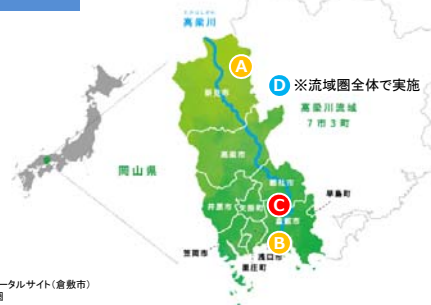 高梁川
A
D ※流域圏全体で実施
新見市
高梁川流域
7市3町
高梁市
岡山県
総社市
早島町
C
井原市
矢掛町
倉敷市
B
笠岡市
浅口市
里庄町
ータルサイト(倉敷市)